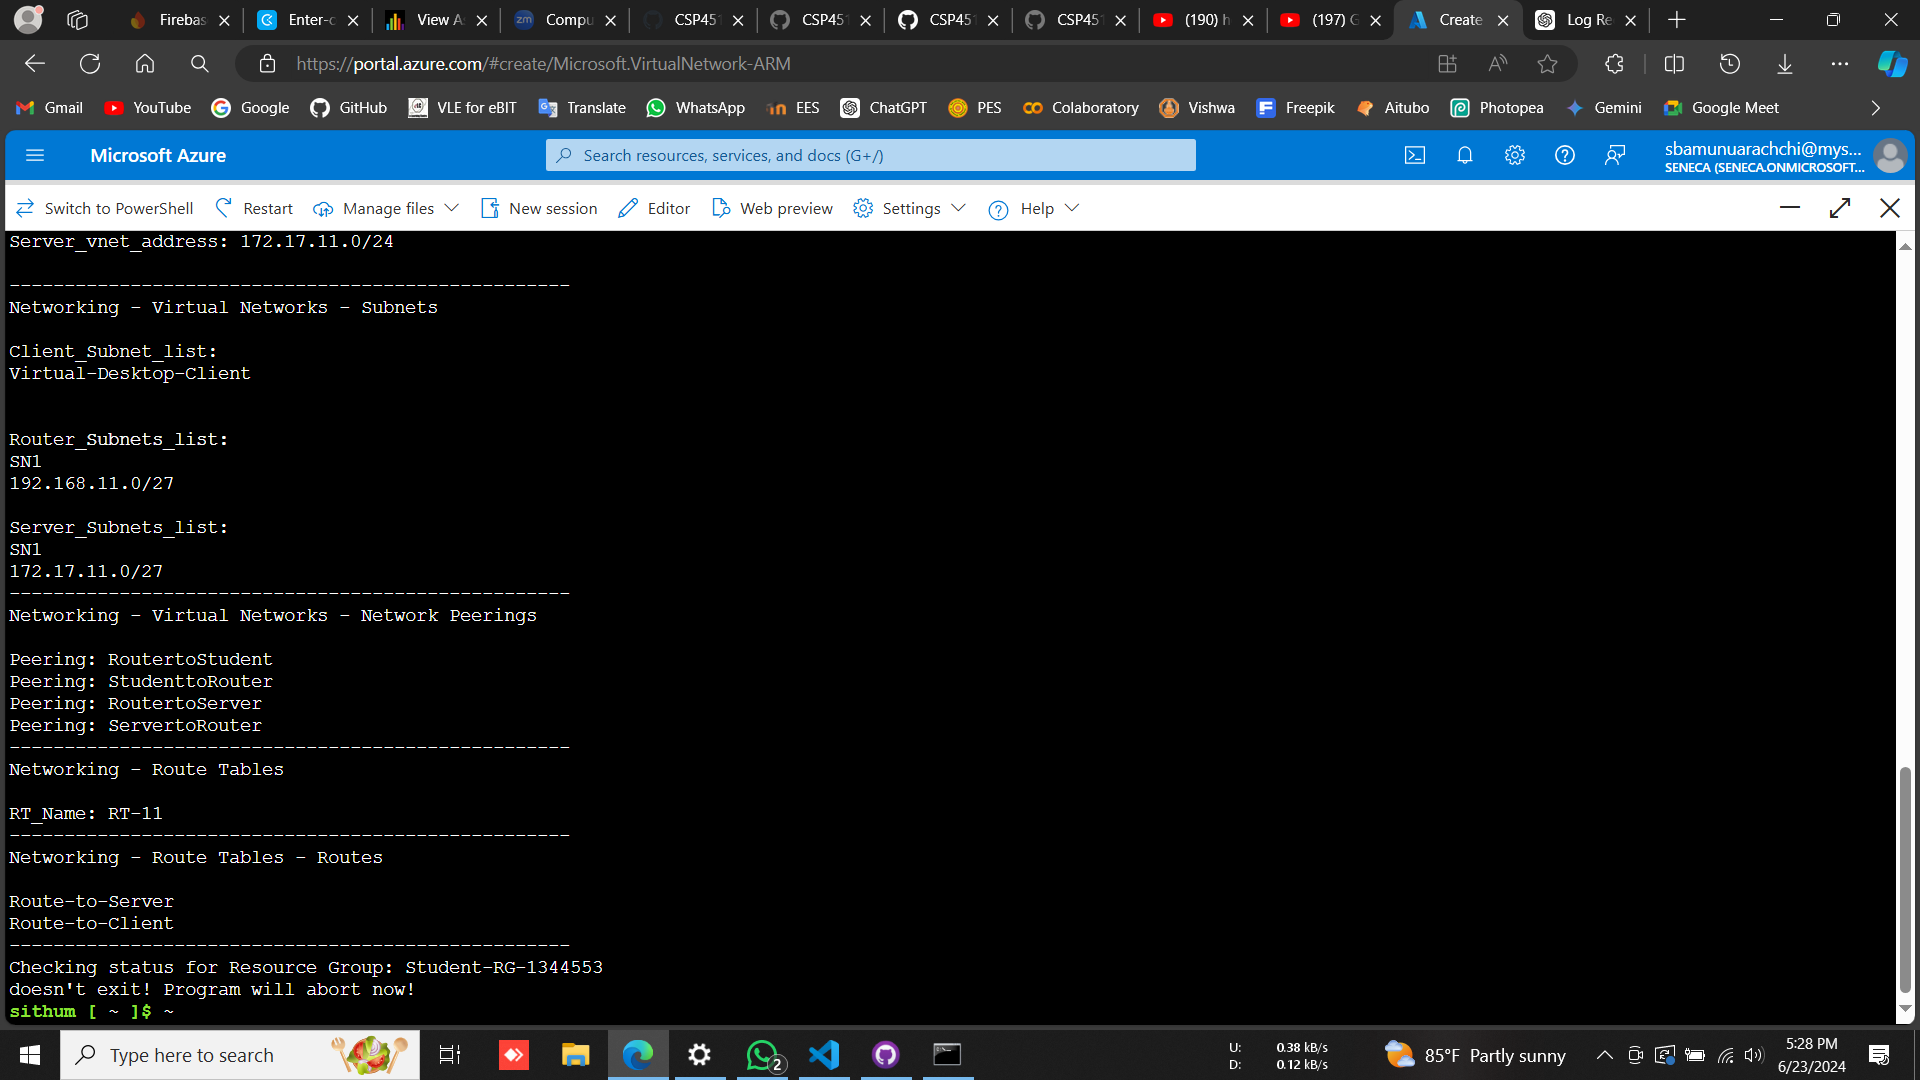 Firebas
Enter-c
View A
zm
Compu
CSP451
CSP451
CSP451
CSP451
(190) h
(197) G
Create
Log Re
https://portal.azure.com/#create/Microsoft.VirtualNetwork-ARM
Gmail
YouTube
Google
GitHub
VLE for eBIT
Translate
WhatsApp
EES
ChatGPT
PES
Colaboratory
Vishwa
Freepik
Aitubo
Photopea
Gemini
Google Meet
Microsoft Azure
Search resources, services, and docs (G+/)
sbamunuarachchi@mys...
SENECA (SENECA.ONMICROSOFT...
Switch to PowerShell
Restart
Manage files
New session
Editor
Web preview
Settings
Help
Server_vnet_address: 172.17.11.0/24
---------------------------------------------------
Networking - Virtual Networks - Subnets
Client_Subnet_list:
Virtual-Desktop-Client
Router_Subnets_list:
SN1
192.168.11.0/27
Server_Subnets_list:
SN1
172.17.11.0/27
---------------------------------------------------
Networking - Virtual Networks - Network Peerings
Peering: RoutertoStudent
Peering: StudenttoRouter
Peering: RoutertoServer
Peering: ServertoRouter
---------------------------------------------------
Networking - Route Tables
RT_Name: RT-11
---------------------------------------------------
Networking - Route Tables - Routes
Route-to-Server
Route-to-Client
---------------------------------------------------
Checking status for Resource Group: Student-RG-1344553
doesn't exit! Program will abort now!
sithum [ ~ ]$ ~
Type here to search
2
U: 0.38 kB/s
D: 0.12 kB/s
85°F Partly sunny
5:28 PM
6/23/2024